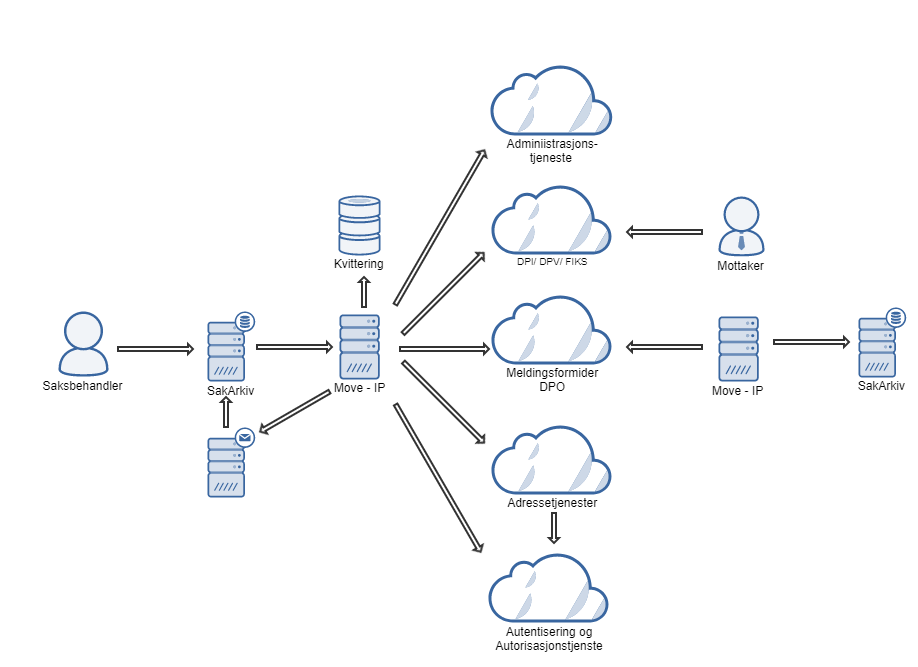 Adminiistrasjons-
tjeneste
Kvittering
DPI/ DPV/ FIKS
Mottaker
Saksbehandler
SakArkiv
Move - IP
Meldingsformider
DPO
Move - IP
SakArkiv
Adressetjenester
Autentisering og
Autorisasjonstjenste